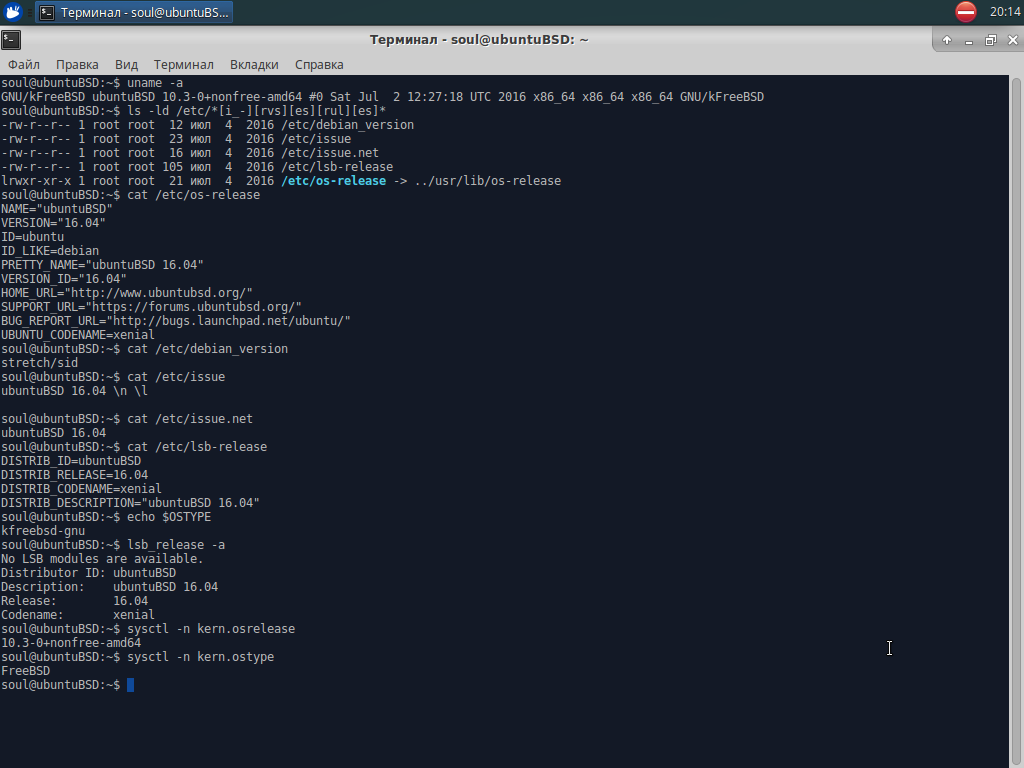 Терминал - soul@ubuntuBS...
20:14
Терминал - soul@ubuntuBSD: ~
Файл Правка Вид Терминал Вкладки Справка
soul@ubuntuBSD:~$ uname -a
GNU/kFreeBSD ubuntuBSD 10.3-0+nonfree-amd64 #0 Sat Jul  2 12:27:18 UTC 2016 x86_64 x86_64 x86_64 GNU/kFreeBSD
soul@ubuntuBSD:~$ ls -ld /etc/*[i_-][rvs][es][rul][es]*
-rw-r--r-- 1 root root  12 июл  4  2016 /etc/debian_version
-rw-r--r-- 1 root root  23 июл  4  2016 /etc/issue
-rw-r--r-- 1 root root  16 июл  4  2016 /etc/issue.net
-rw-r--r-- 1 root root 105 июл  4  2016 /etc/lsb-release
lrwxr-xr-x 1 root root  21 июл  4  2016 /etc/os-release -> ../usr/lib/os-release
soul@ubuntuBSD:~$ cat /etc/os-release
NAME="ubuntuBSD"
VERSION="16.04"
ID=ubuntu
ID_LIKE=debian
PRETTY_NAME="ubuntuBSD 16.04"
VERSION_ID="16.04"
HOME_URL="http://www.ubuntubsd.org/"
SUPPORT_URL="https://forums.ubuntubsd.org/"
BUG_REPORT_URL="http://bugs.launchpad.net/ubuntu/"
UBUNTU_CODENAME=xenial
soul@ubuntuBSD:~$ cat /etc/debian_version
stretch/sid
soul@ubuntuBSD:~$ cat /etc/issue
ubuntuBSD 16.04 \n \l
soul@ubuntuBSD:~$ cat /etc/issue.net
ubuntuBSD 16.04
soul@ubuntuBSD:~$ cat /etc/lsb-release
DISTRIB_ID=ubuntuBSD
DISTRIB_RELEASE=16.04
DISTRIB_CODENAME=xenial
DISTRIB_DESCRIPTION="ubuntuBSD 16.04"
soul@ubuntuBSD:~$ echo $OSTYPE
kfreebsd-gnu
soul@ubuntuBSD:~$ lsb_release -a
No LSB modules are available.
Distributor ID: ubuntuBSD
Description:    ubuntuBSD 16.04
Release:        16.04
Codename:       xenial
soul@ubuntuBSD:~$ sysctl -n kern.osrelease
10.3-0+nonfree-amd64
soul@ubuntuBSD:~$ sysctl -n kern.ostype
FreeBSD
soul@ubuntuBSD:~$